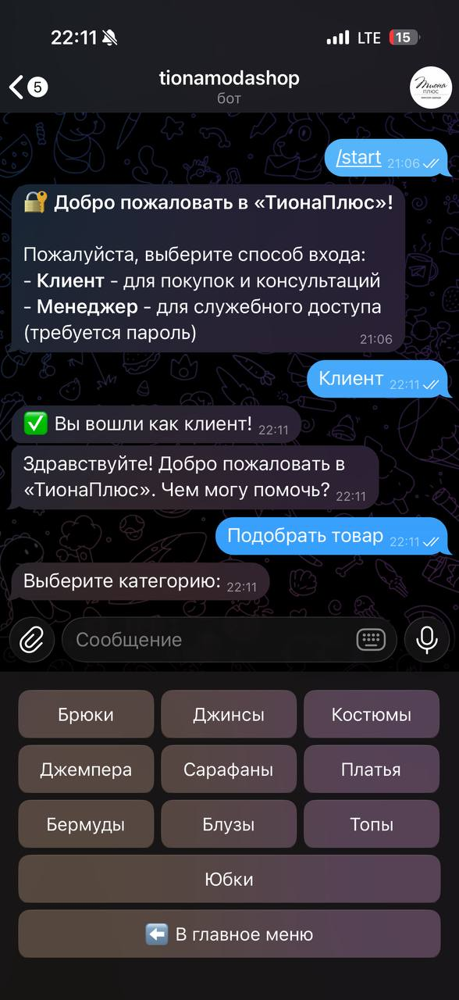 22:11
LTE
15
5
tionamodashop
бот
Тиона
ПЛЮС
/start 21:06
🔐 Добро пожаловать в «ТионаПлюс»!
Пожалуйста, выберите способ входа:
- Клиент - для покупок и консультаций
- Менеджер - для служебного доступа
(требуется пароль) 21:06
Клиент 22:11
✅ Вы вошли как клиент! 22:11
Здравствуйте! Добро пожаловать в
«ТионаПлюс». Чем могу помочь? 22:11
Подобрать товар 22:11
Выберите категорию: 22:11
Сообщение
Брюки Джинсы Костюмы
Джемпера Сарафаны Платья
Бермуды Блузы Топы
Юбки
⬅️ В главное меню